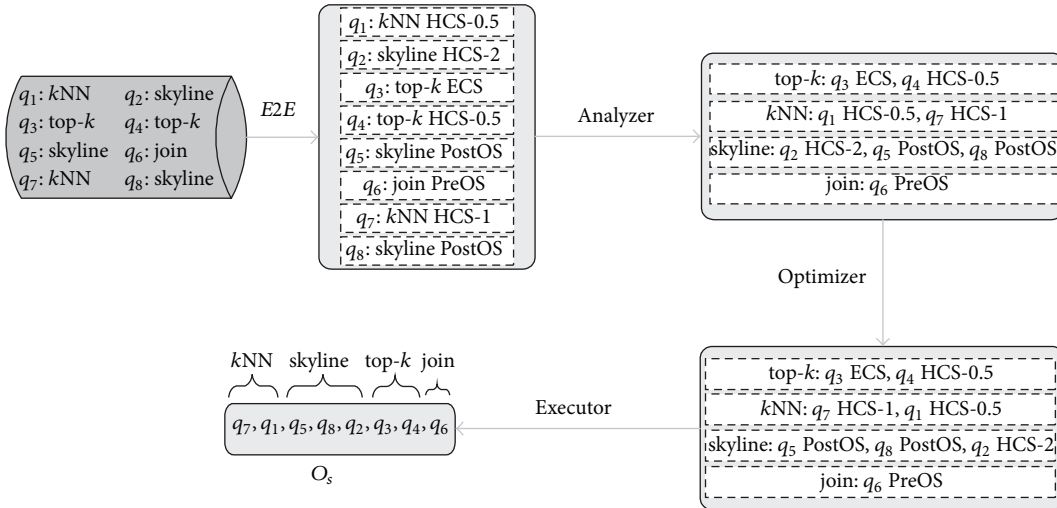 q1: kNN q2: skyline
q3: top-k q4: top-k
q5: skyline q6: join
q7: kNN q8: skyline
E2E
q1: kNN HCS-0.5
q2: skyline HCS-2
q3: top-k ECS
q4: top-k HCS-0.5
q5: skyline PostOS
q6: join PreOS
q7: kNN HCS-1
q8: skyline PostOS
Analyzer
top-k: q3 ECS, q4 HCS-0.5
kNN: q1 HCS-0.5, q7 HCS-1
skyline: q2 HCS-2, q5 PostOS, q8 PostOS
join: q6 PreOS
Optimizer
top-k: q3 ECS, q4 HCS-0.5
kNN: q7 HCS-1, q1 HCS-0.5
skyline: q5 PostOS, q8 PostOS, q2 HCS-2
join: q6 PreOS
Executor
kNN skyline top-k join
q7, q1, q5, q8, q2, q3, q4, q6
Os